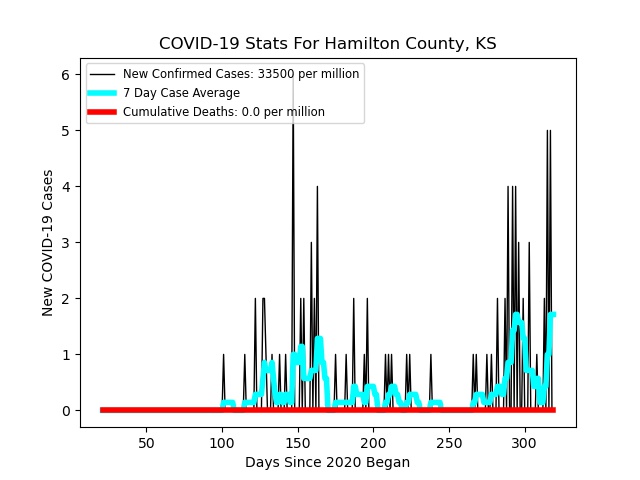 COVID-19 Stats For Hamilton County, KS
New Confirmed Cases: 33500 per million
7 Day Case Average
Cumulative Deaths: 0.0 per million
New COVID-19 Cases
6
5
4
3
2
1
0
50 100 150 200 250 300
Days Since 2020 Began